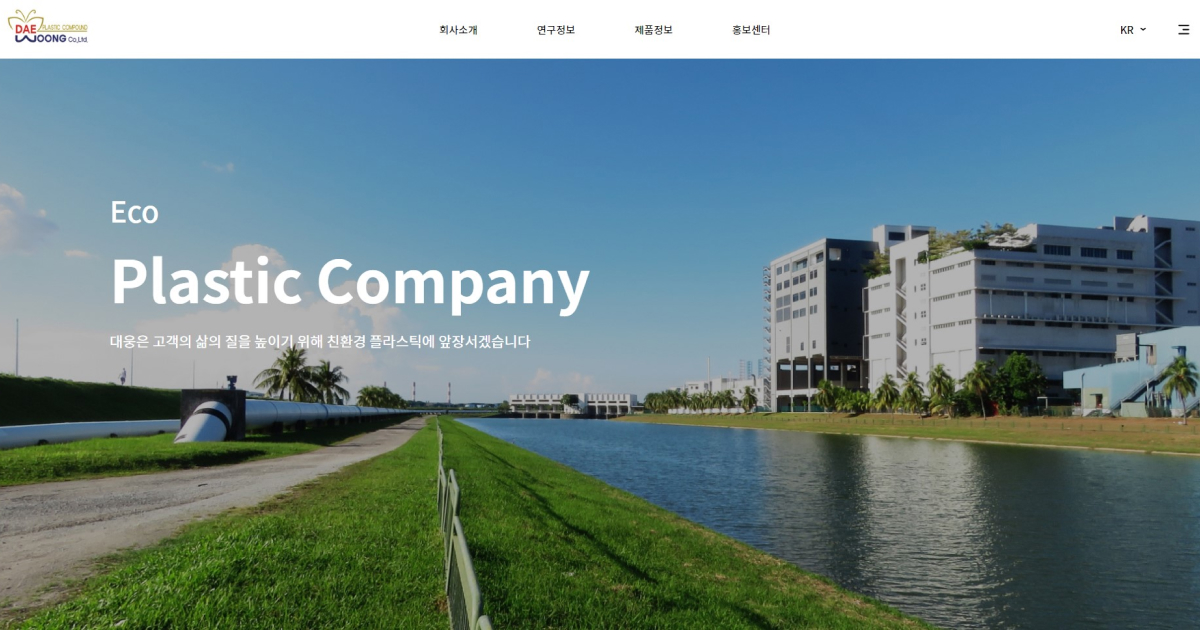 DAE PLASTIC COMPOUND
WOONG Co.,Ltd.
회사소개
연구정보
제품정보
홍보센터
KR
Eco
Plastic Company
대웅은 고객의 삶의 질을 높이기 위해 친환경 플라스틱에 앞장서겠습니다